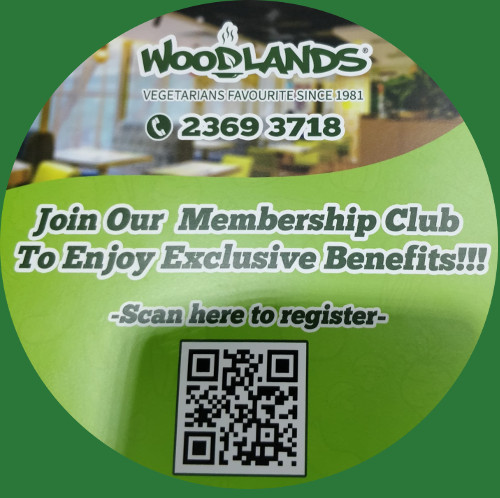 WOODLANDS®
VEGETARIANS FAVOURITE SINCE 1981
2369 3718
Join Our Membership Club
To Enjoy Exclusive Benefits!!!
-Scan here to register-